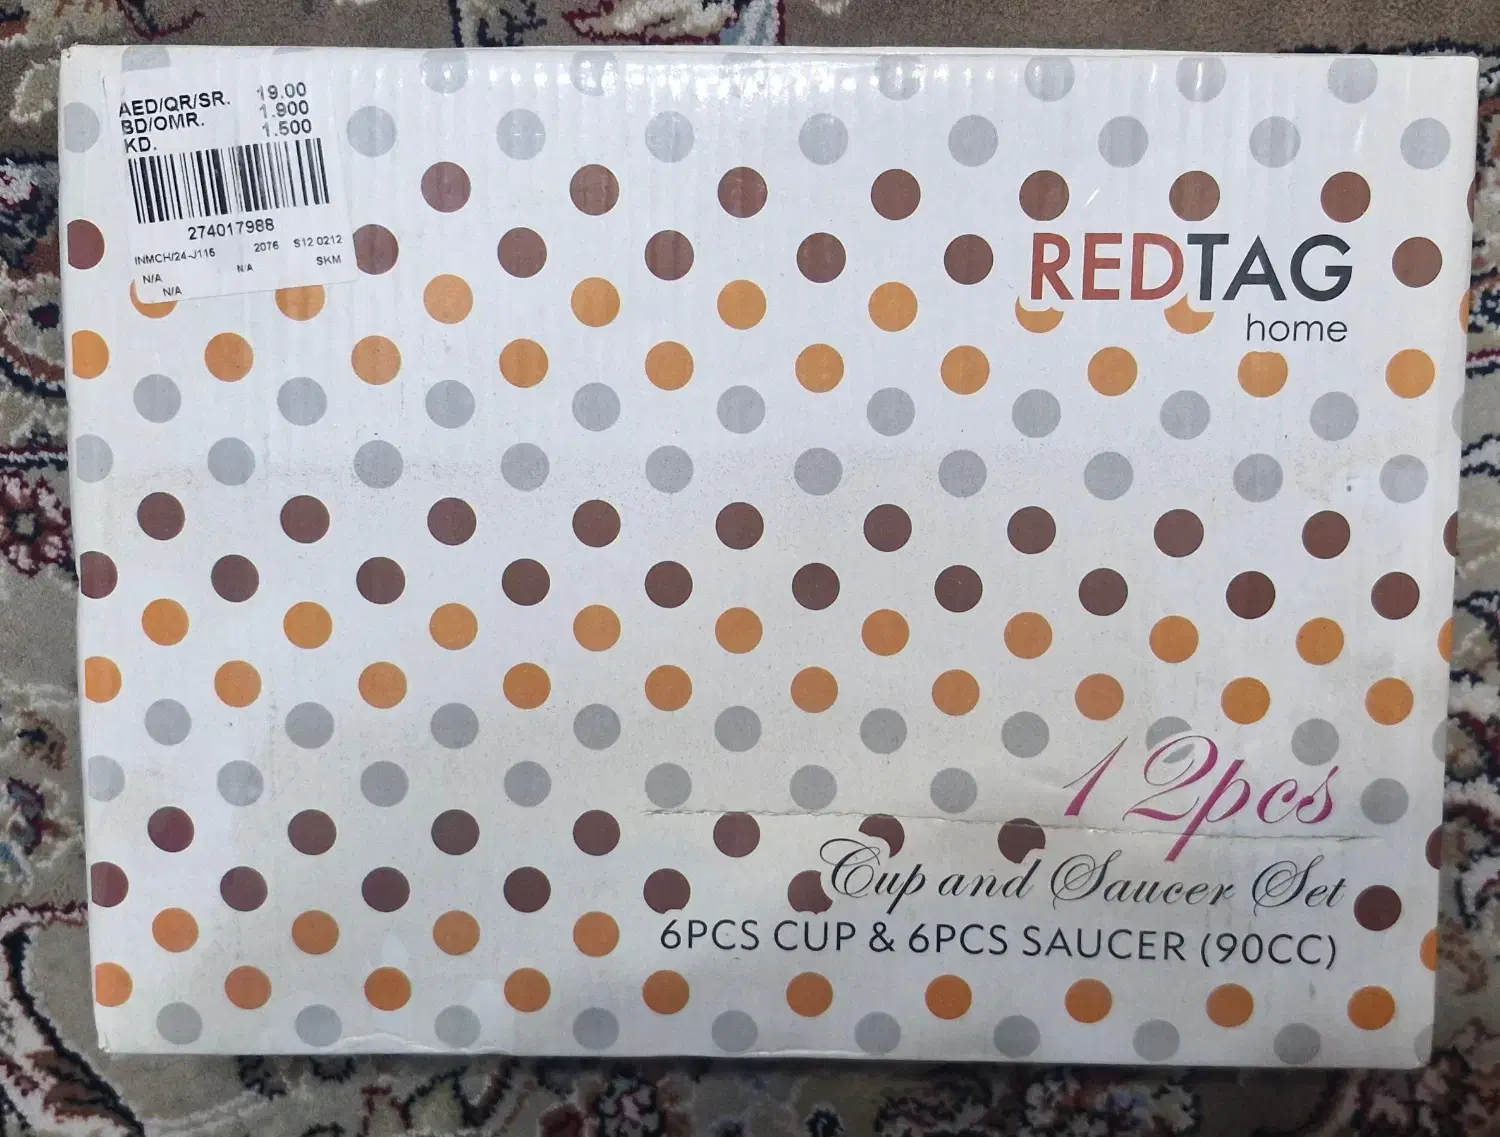 AED/QR/SR. 19.00
BD/OMR. 1.900
KD. 1.500
274017988
INMCH/24-J116 2076 S12 0212
N/A N/A SKM
N/A
REDTAG
home
12pcs
Cup and Saucer Set
6PCS CUP & 6PCS SAUCER (90CC)